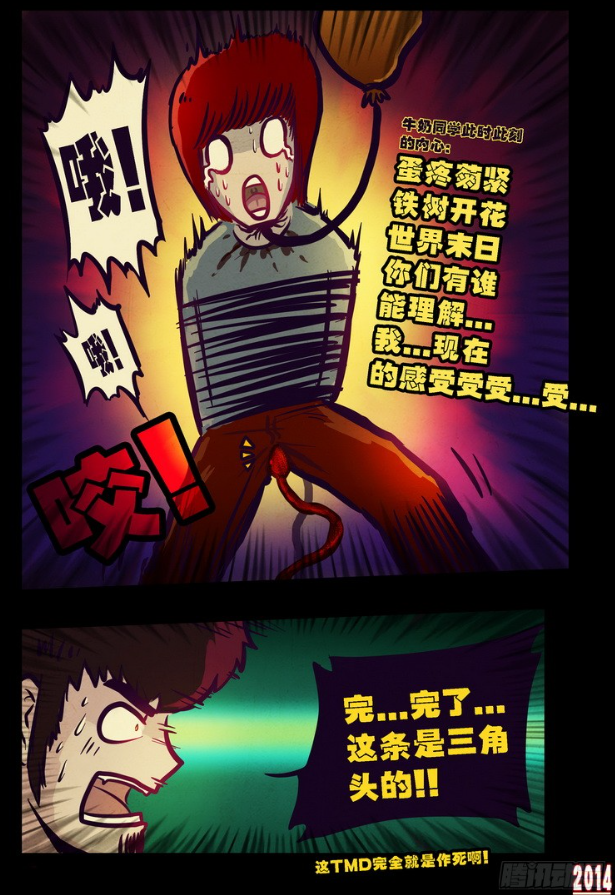 哦!
牛奶同学此时此刻
的内心:
蛋疼菊紧
铁树开花
世界末日
你们有谁
能理解...
我...现在
的感受受受...受...
哦!
咬!
完...完了...
这条是三角
头的!!
这TMD完全就是作死啊!
腾讯动
2014